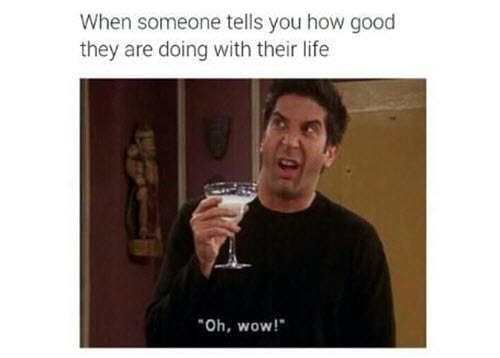 When someone tells you how good
they are doing with their life
"Oh, wow!"